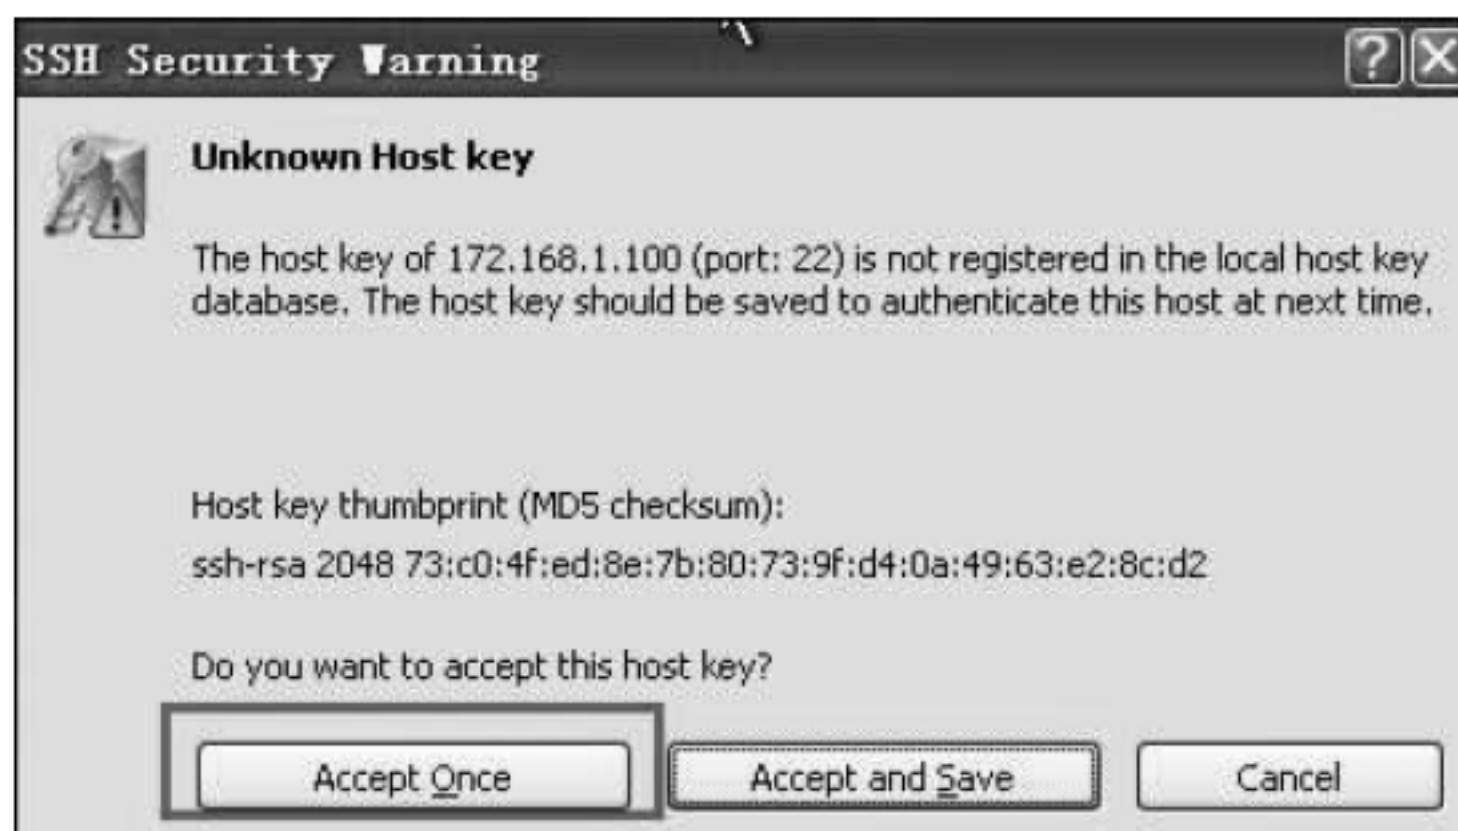 SSH Security Warning
Unknown Host key
The host key of 172.168.1.100 (port: 22) is not registered in the local host key
database. The host key should be saved to authenticate this host at next time.
Host key thumbprint (MD5 checksum):
ssh-rsa 2048 73:c0:4f:ed:8e:7b:80:73:9f:d4:0a:49:63:e2:8c:d2
Do you want to accept this host key?
Accept Once Accept and Save Cancel